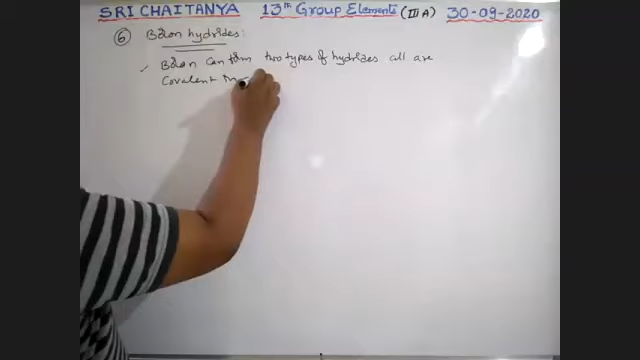 SRI CHAITANYA 13th Group Elements (III A) 30-09-2020
6 Boron hydrides:
Boron can form two types of hydrides all are
Covalent in